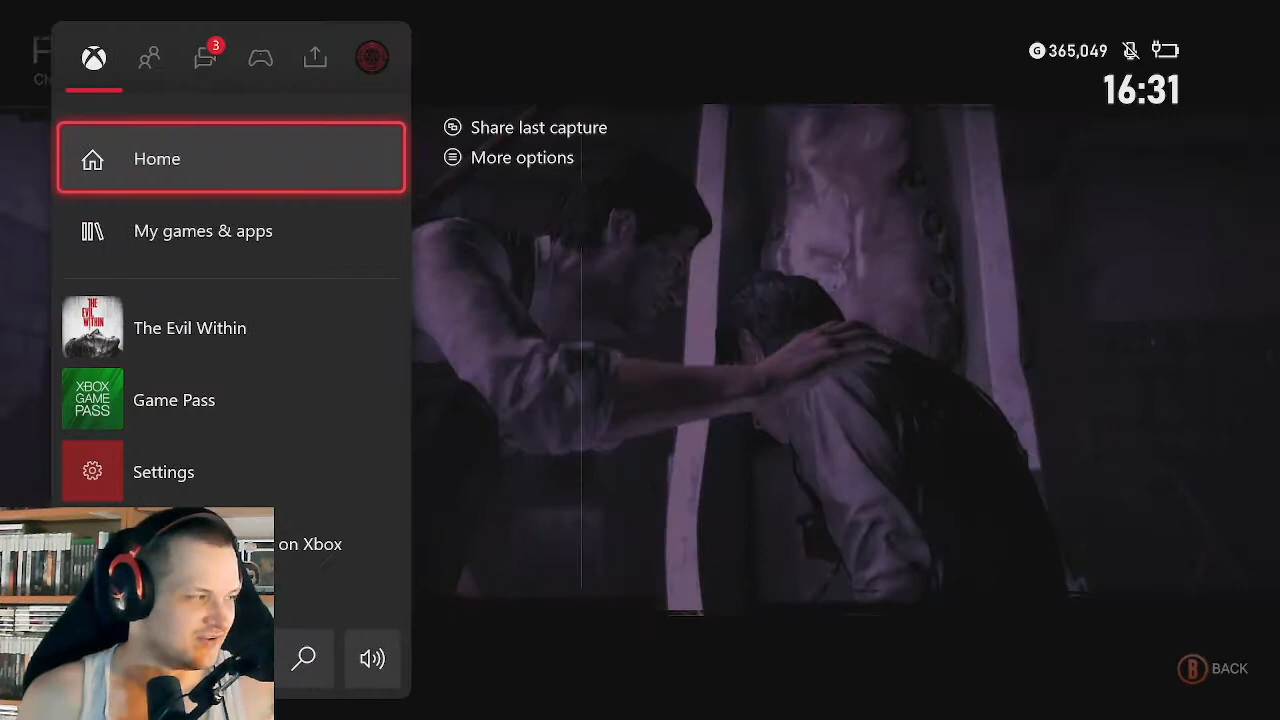 3
G 365,049
16:31
Share last capture
More options
Home
My games & apps
THE EVIL WITHIN
The Evil Within
XBOX
GAME
PASS
Game Pass
Settings
on Xbox
B BACK